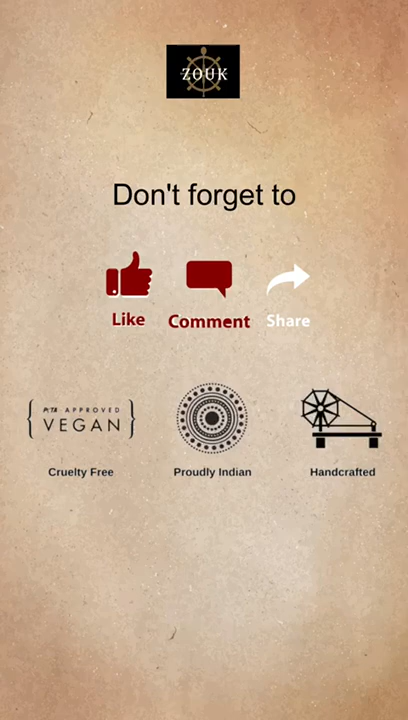 ZOUK
Don't forget to
Like Comment Share
PeTA - APPROVED
VEGAN
Cruelty Free Proudly Indian Handcrafted